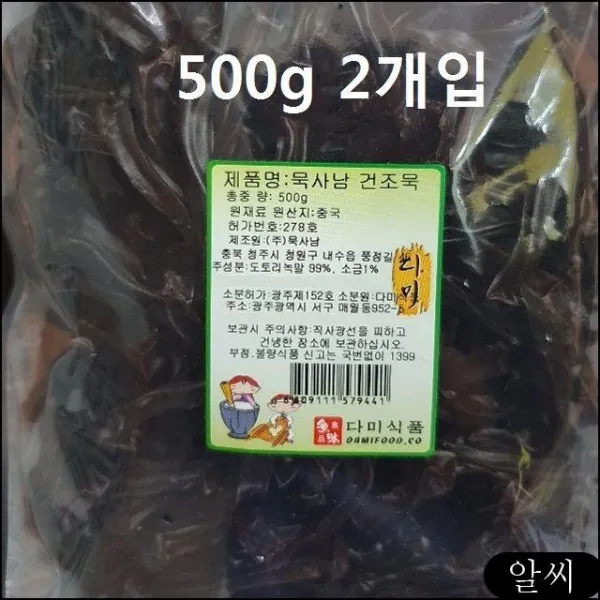 500g 2개입
제품명:묵사남 건조묵
총중 량: 500g
원재료 원산지:중국
허가번호:278호
제조원:(주)묵사남
충북 청주시 청원구 내수읍 풍정길
주성분:도토리녹말 99%, 소금1%
다미
소분허가:광주제152호 소분원:다미식품
주소:광주광역시 서구 매월동952-
보관시 주의사항:직사광선을 피하고
건냉한 장소에 보관하십시오.
부정.불량식품 신고는 국번없이 1399
8809111 579441
다미식품
DAMIFOOD.CO
알씨